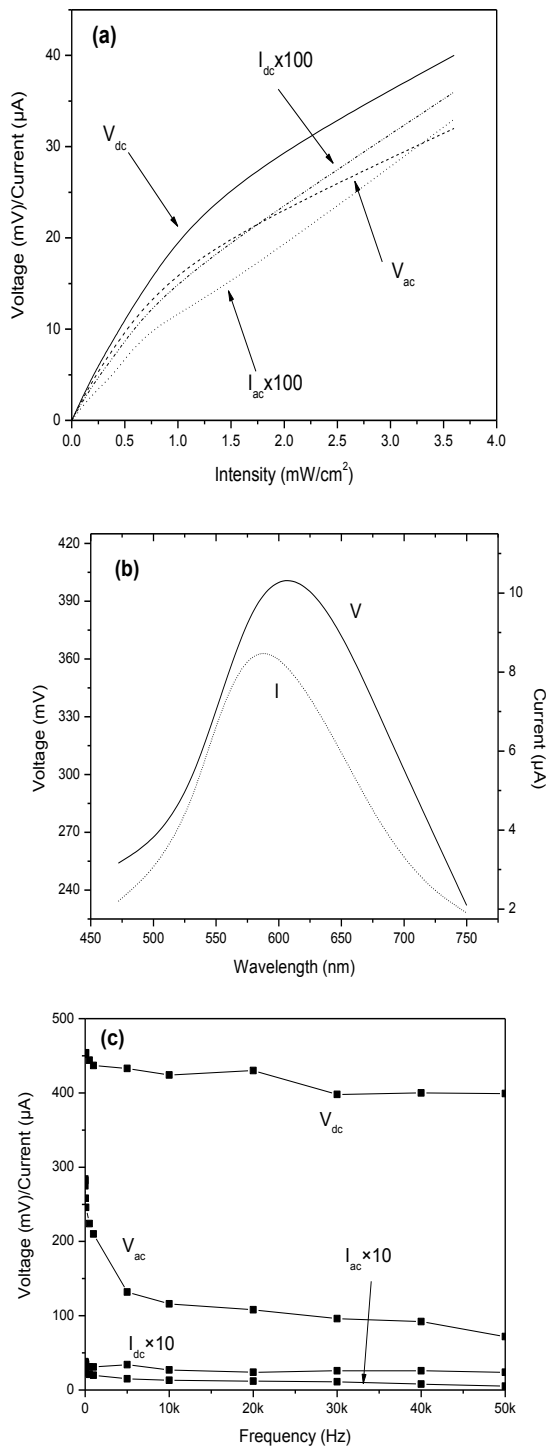 (a)
40
30
20
10
0
Voltage (mV)/Current (μA)
V_dc
I_dc x100
V_ac
I_ac x100
0.0 0.5 1.0 1.5 2.0 2.5 3.0 3.5 4.0
Intensity (mW/cm²)
(b)
420
390
360
330
300
270
240
Voltage (mV)
V
I
10
8
6
4
2
Current (μA)
450 500 550 600 650 700 750
Wavelength (nm)
(c)
500
400
300
200
100
0
Voltage (mV)/Current (μA)
V_dc
V_ac
I_ac ×10
I_dc ×10
0 10k 20k 30k 40k 50k
Frequency (Hz)